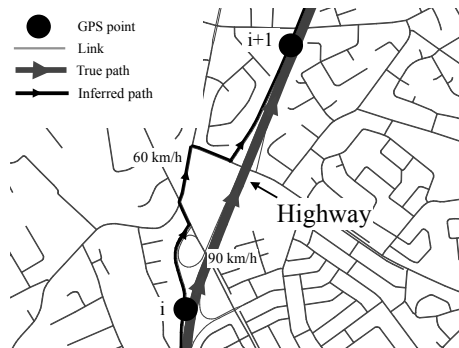 GPS point
Link
True path
Inferred path
i+1
60 km/h
Highway
90 km/h
i